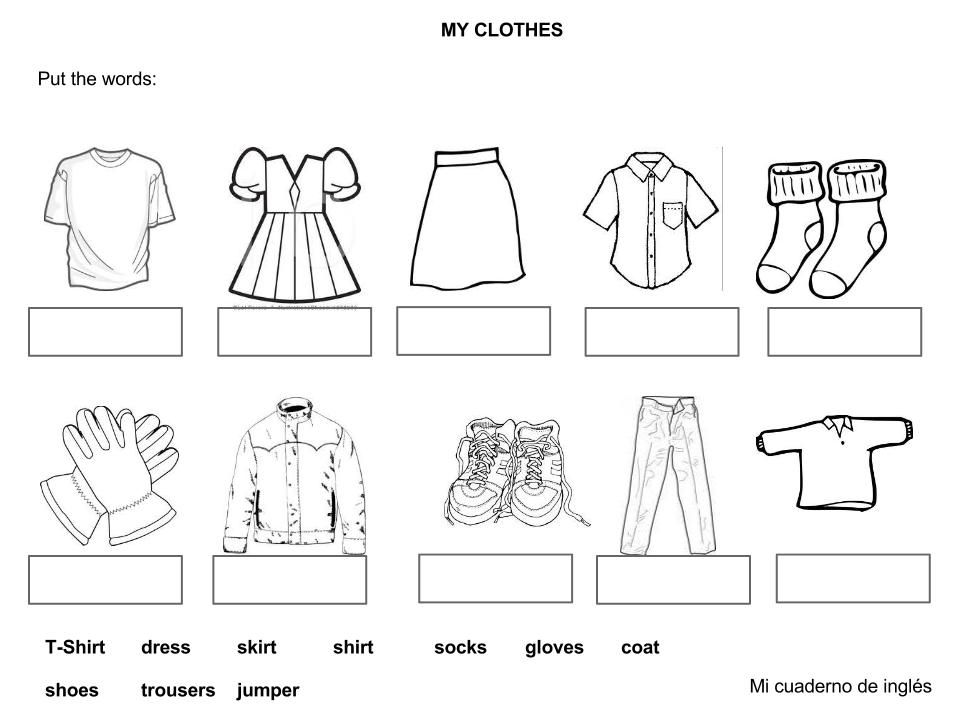 MY CLOTHES
Put the words:
T-Shirt dress skirt shirt socks gloves coat
shoes trousers jumper
Mi cuaderno de inglés